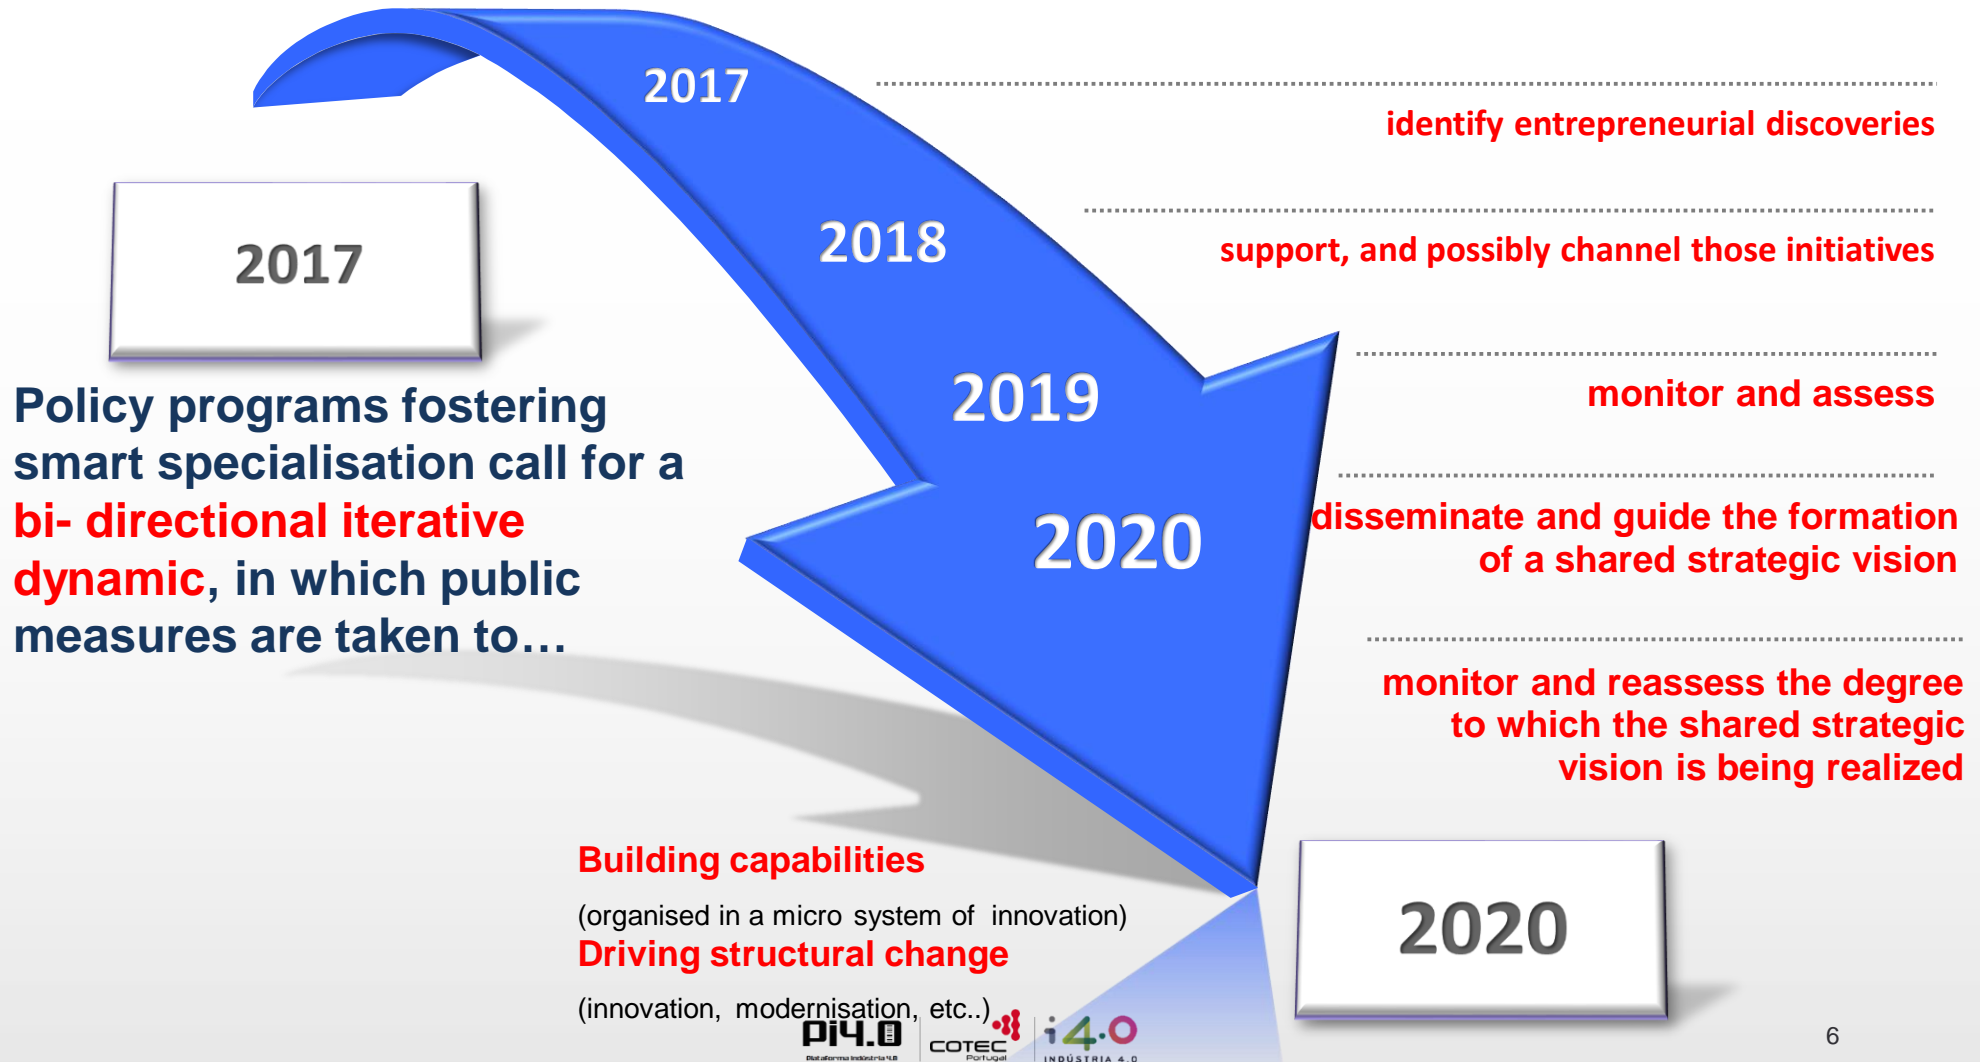 2017
identify entrepreneurial discoveries
2017
2018
support, and possibly channel those initiatives
2019
monitor and assess
Policy programs fostering
smart specialisation call for a
bi- directional iterative
dynamic, in which public
measures are taken to…
2020
disseminate and guide the formation
of a shared strategic vision
monitor and reassess the degree
to which the shared strategic
vision is being realized
Building capabilities
(organised in a micro system of innovation)
Driving structural change
(innovation, modernisation, etc..)
2020
Pi4.0
Plataforma Indústria 4.0
COTEC
Portugal
i4.0
INDÚSTRIA 4.0
6